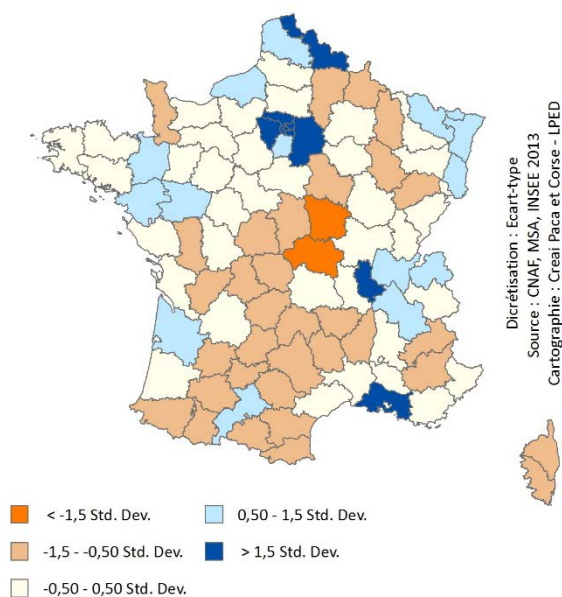 Dicrétisation : Ecart-type
Source : CNAF, MSA, INSEE 2013
Cartographie : Creai Paca et Corse - LPED
< -1,5 Std. Dev.
-1,5 - -0,50 Std. Dev.
-0,50 - 0,50 Std. Dev.
0,50 - 1,5 Std. Dev.
> 1,5 Std. Dev.